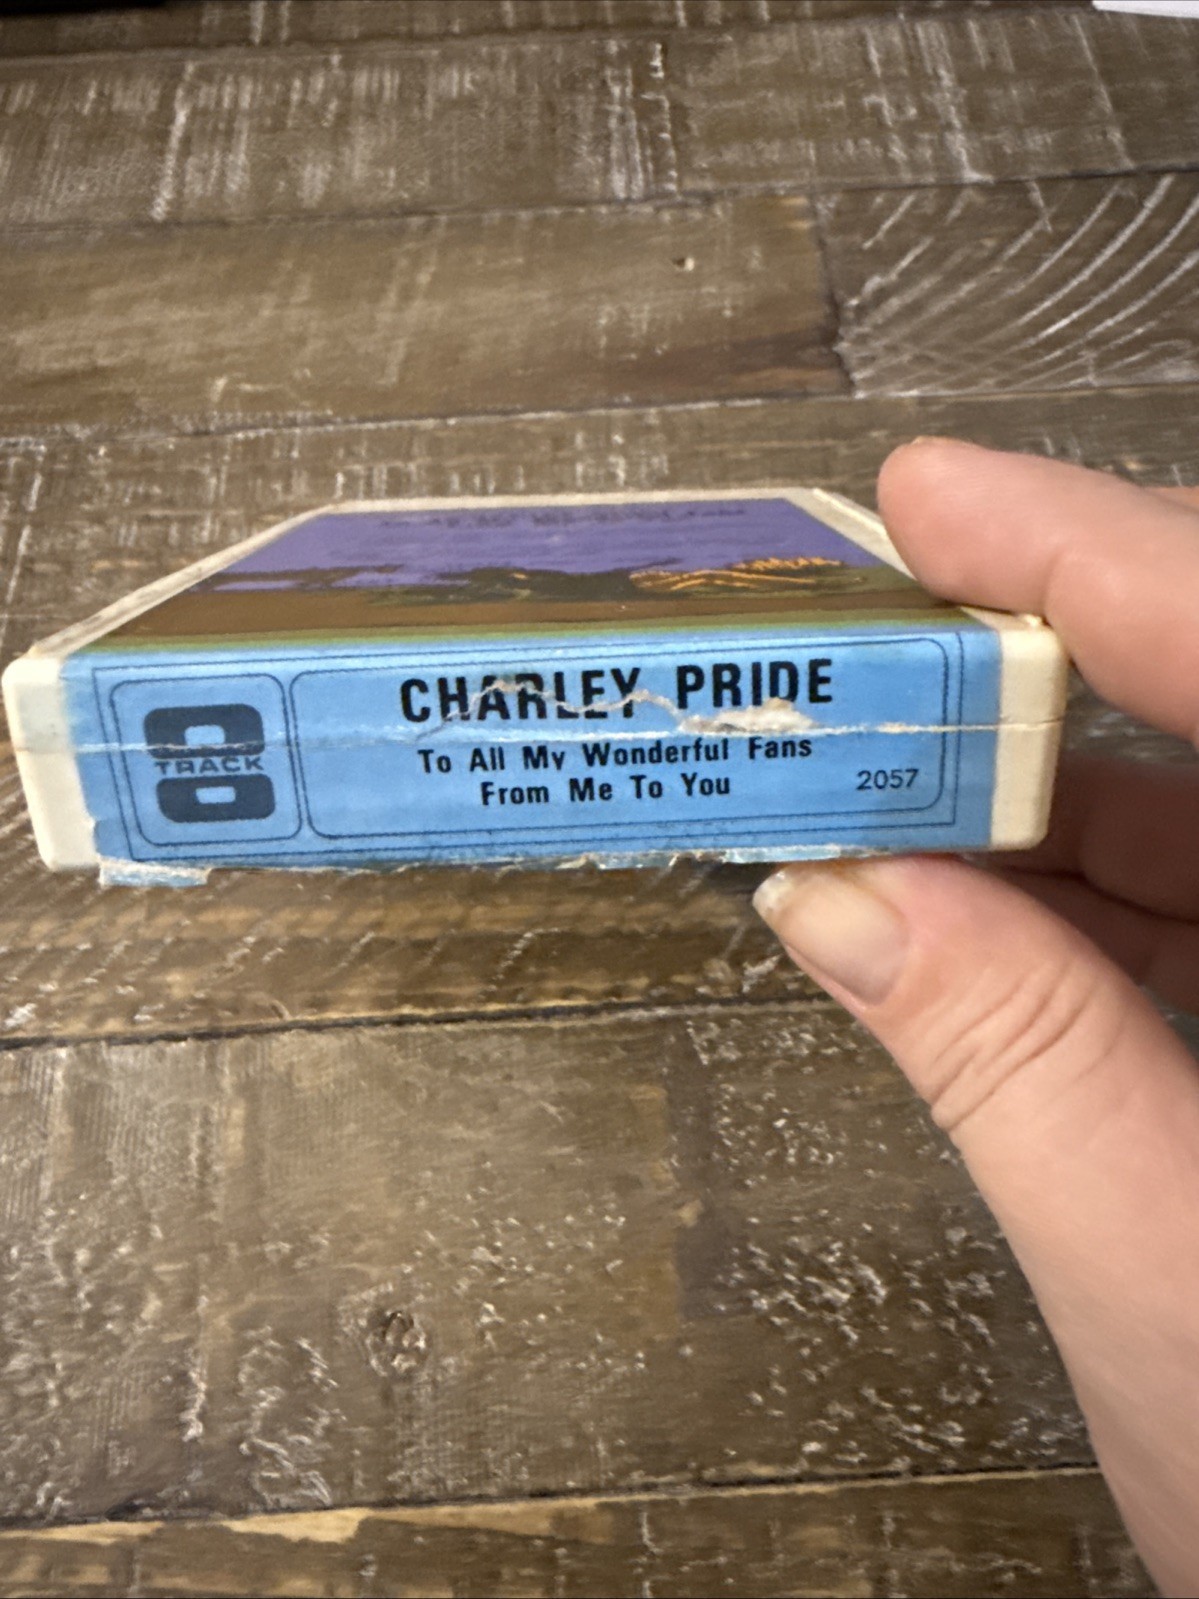 CHARLEY PRIDE
8
TRACK
To All My Wonderful Fans
From Me To You
2057